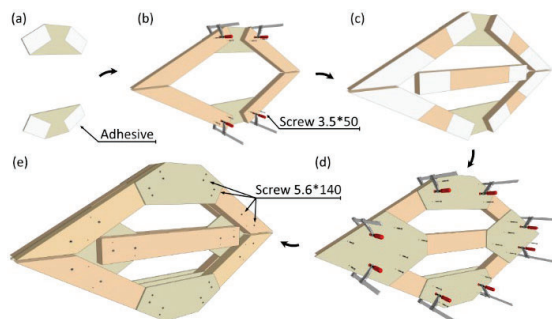 (a)
(b)
(c)
Adhesive
Screw 3.5*50
(e)
Screw 5.6*140
(d)